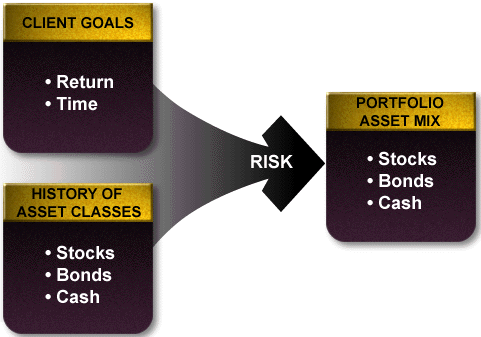 CLIENT GOALS
• Return
• Time
HISTORY OF
ASSET CLASSES
• Stocks
• Bonds
• Cash
RISK
PORTFOLIO
ASSET MIX
• Stocks
• Bonds
• Cash